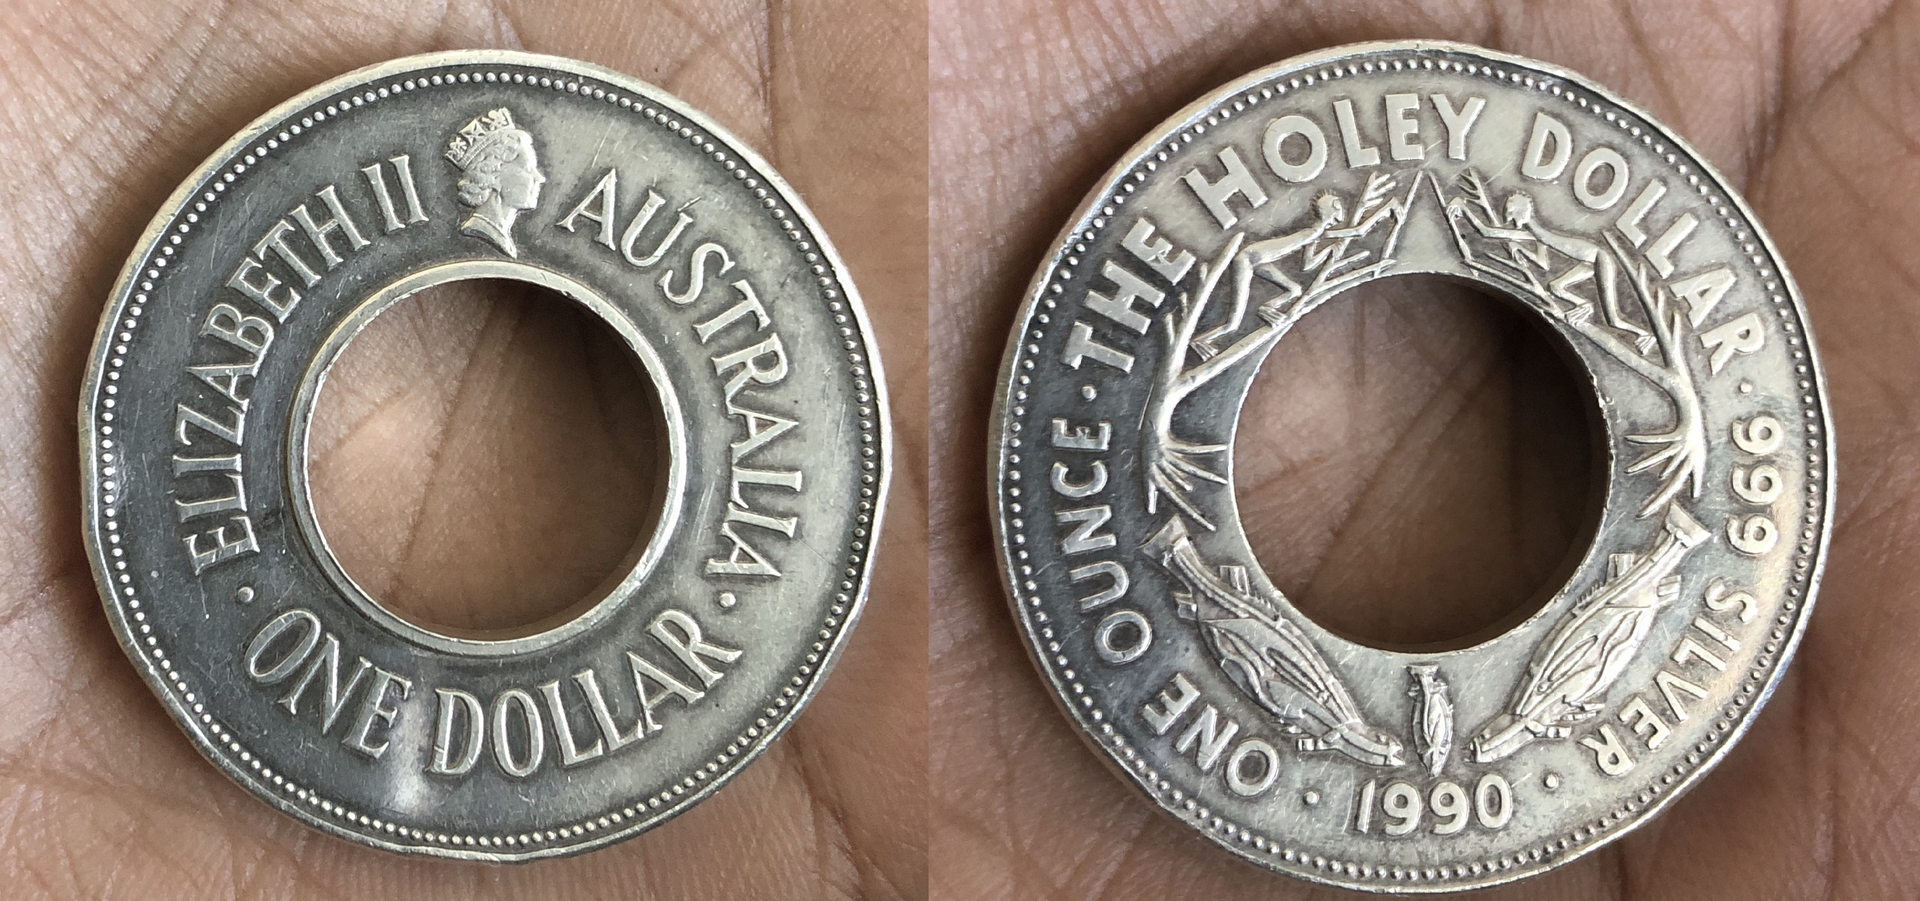 ELIZABETH II AUSTRALIA
· ONE DOLLAR ·
· THE HOLEY DOLLAR ·
999 SILVER ·
1990
· ONE OUNCE